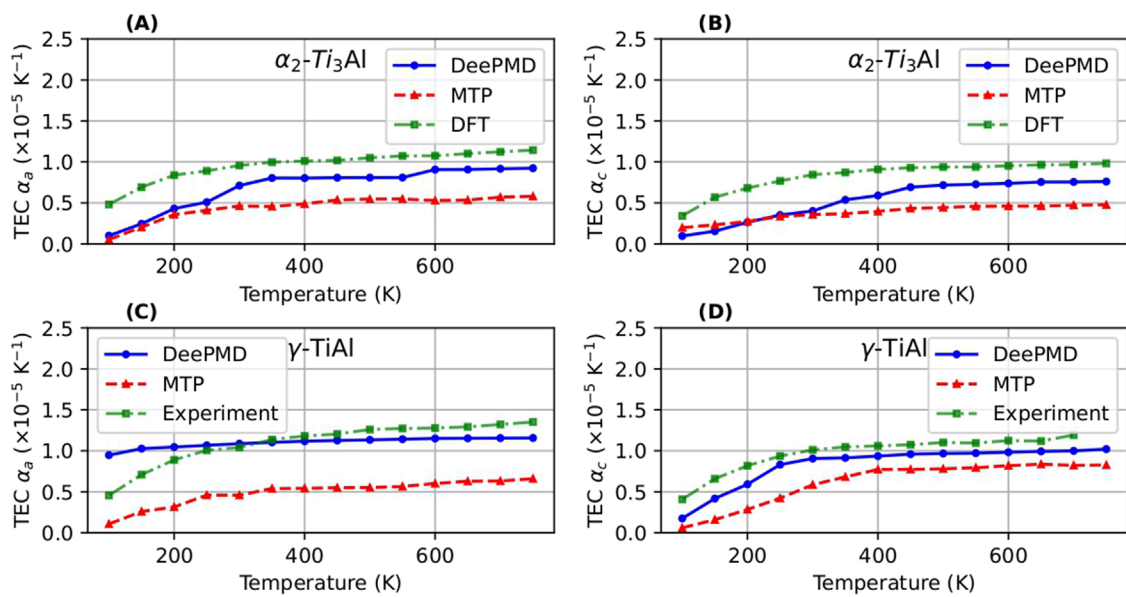 (A)
α₂-Ti₃Al
DeePMD
MTP
DFT
TEC αₐ (×10⁻⁵ K⁻¹)
2.5
2.0
1.5
1.0
0.5
0.0
200
400
600
Temperature (K)
(B)
α₂-Ti₃Al
DeePMD
MTP
DFT
TEC α_c (×10⁻⁵ K⁻¹)
2.5
2.0
1.5
1.0
0.5
0.0
200
400
600
Temperature (K)
(C)
γ-TiAl
DeePMD
MTP
Experiment
TEC αₐ (×10⁻⁵ K⁻¹)
2.5
2.0
1.5
1.0
0.5
0.0
200
400
600
Temperature (K)
(D)
γ-TiAl
DeePMD
MTP
Experiment
TEC α_c (×10⁻⁵ K⁻¹)
2.5
2.0
1.5
1.0
0.5
0.0
200
400
600
Temperature (K)